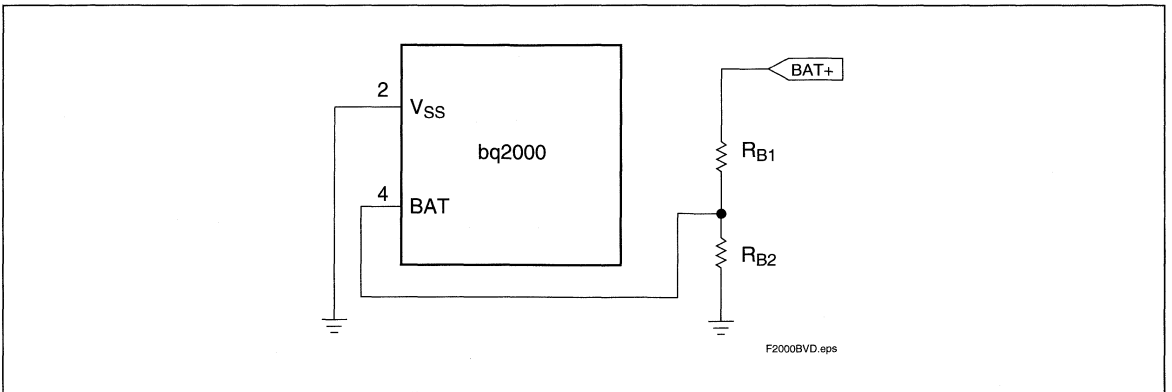 BAT+
2
VSS
bq2000
RB1
4
BAT
RB2
F2000BVD.eps